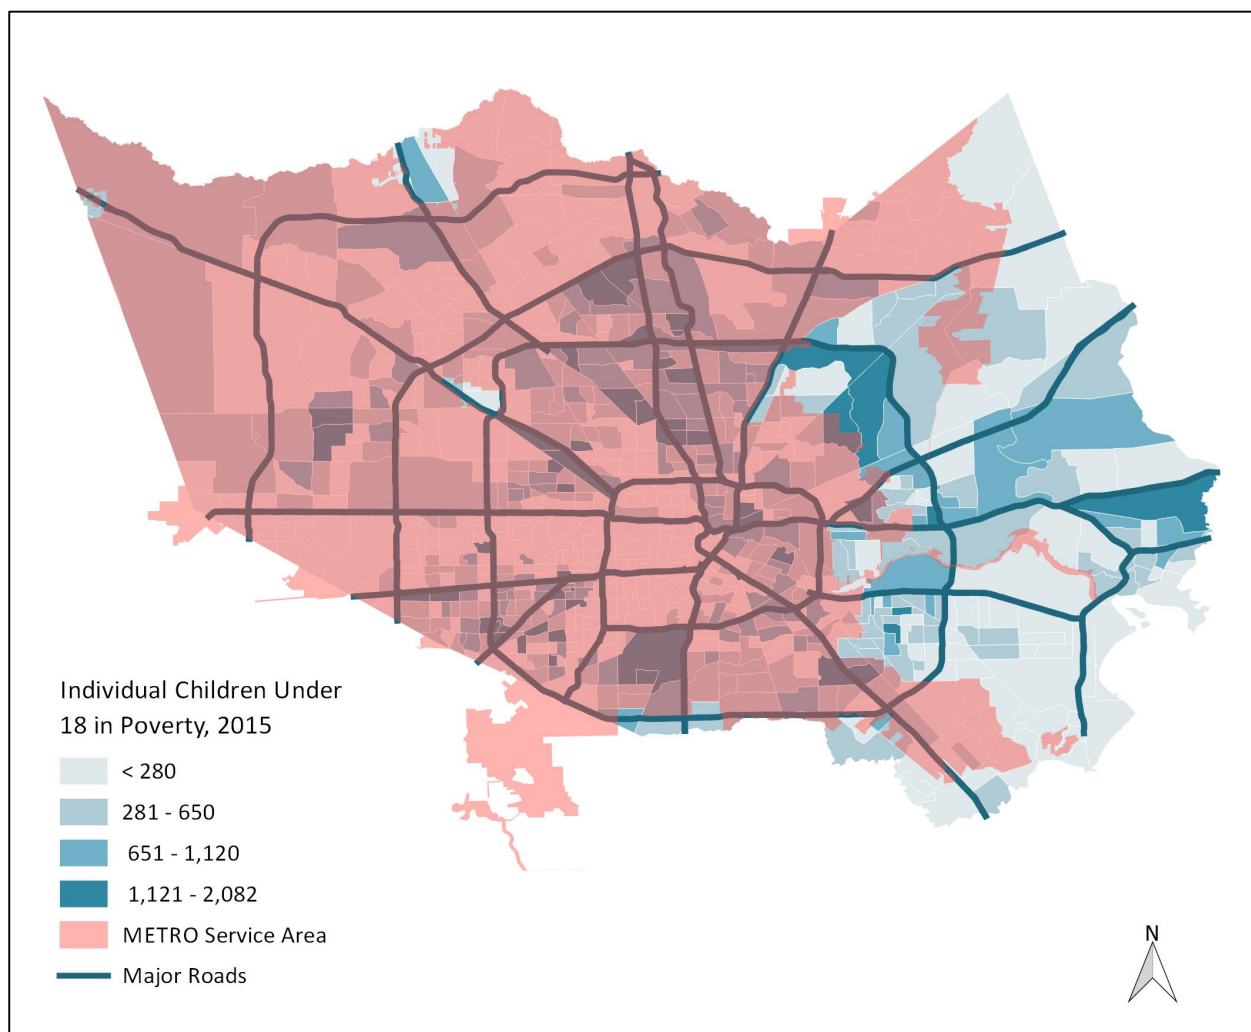 Individual Children Under
18 in Poverty, 2015
< 280
281 - 650
651 - 1,120
1,121 - 2,082
METRO Service Area
Major Roads
N